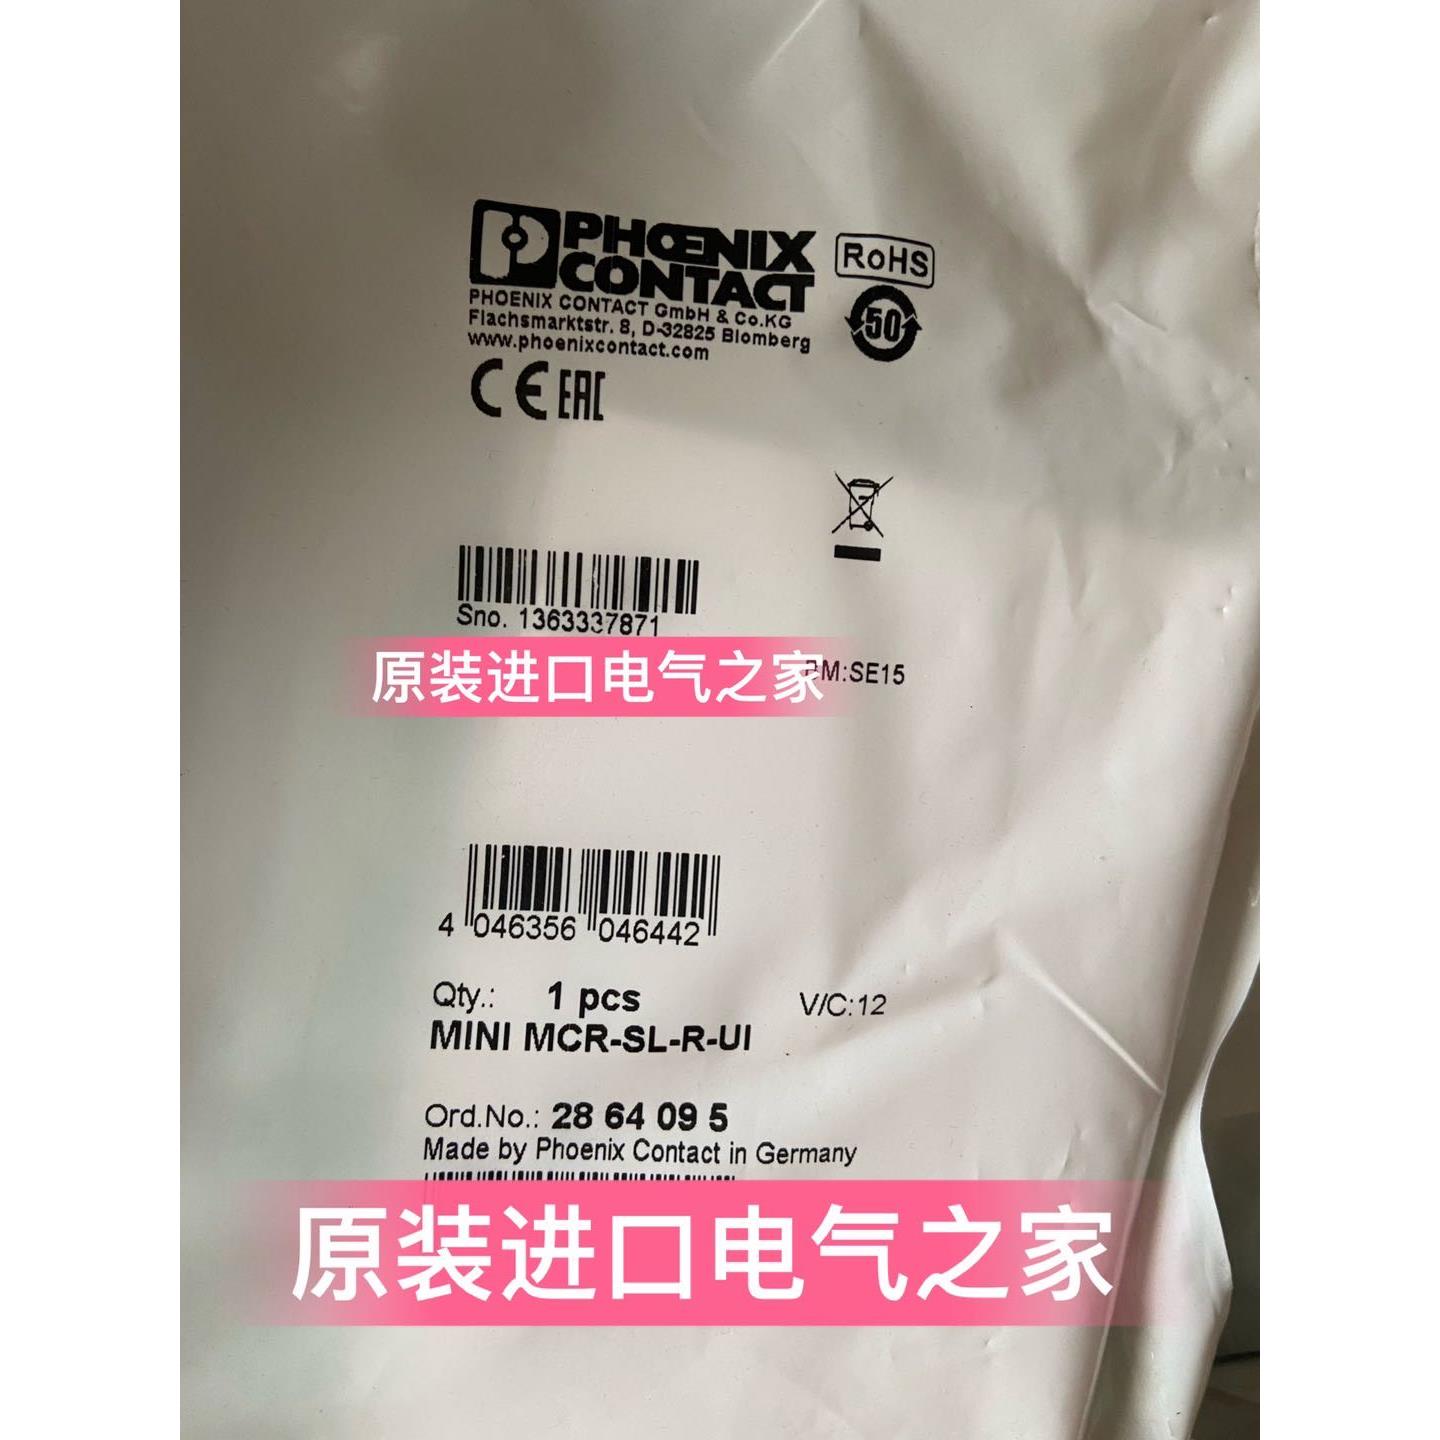 PHOENIX
CONTACT
RoHS
PHOENIX CONTACT GmbH & Co.KG
Flachsmarktstr. 8, D-32825 Blomberg
www.phoenixcontact.com
50
CE EAC
Sno. 1363337871
原装进口电气之家
PM:SE15
4 046356 046442
Qty.: 1 pcs
V/C:12
MINI MCR-SL-R-UI
Ord.No.: 28 64 09 5
Made by Phoenix Contact in Germany
原装进口电气之家